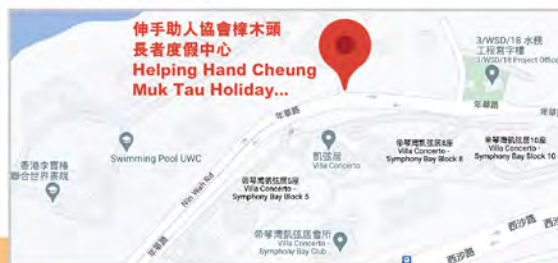 伸手助人協會樟木頭
長者度假中心
Helping Hand Cheung
Muk Tau Holiday...
3/WSD/18 水務
工程寫字樓
3/WSD/18 Project Office
年華路
年華路
Swimming Pool UWC
凱弦居
Villa Concerto
帝琴灣凱弦居8座
Villa Concerto -
Symphony Bay Block 8
帝琴灣凱弦居10座
Villa Concerto -
Symphony Bay Block 10
香港李寶椿
聯合世界書院
帝琴灣凱弦居5座
Villa Concerto -
Symphony Bay Block 5
Nin Wah Rd
年華路
帝琴灣凱弦居會所
Villa Concerto -
Symphony Bay Club
西沙路
西沙路